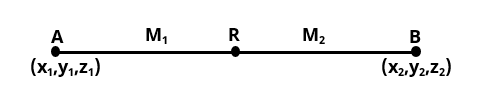 A M₁ R M₂ B
(x₁,y₁,z₁) (x₂,y₂,z₂)